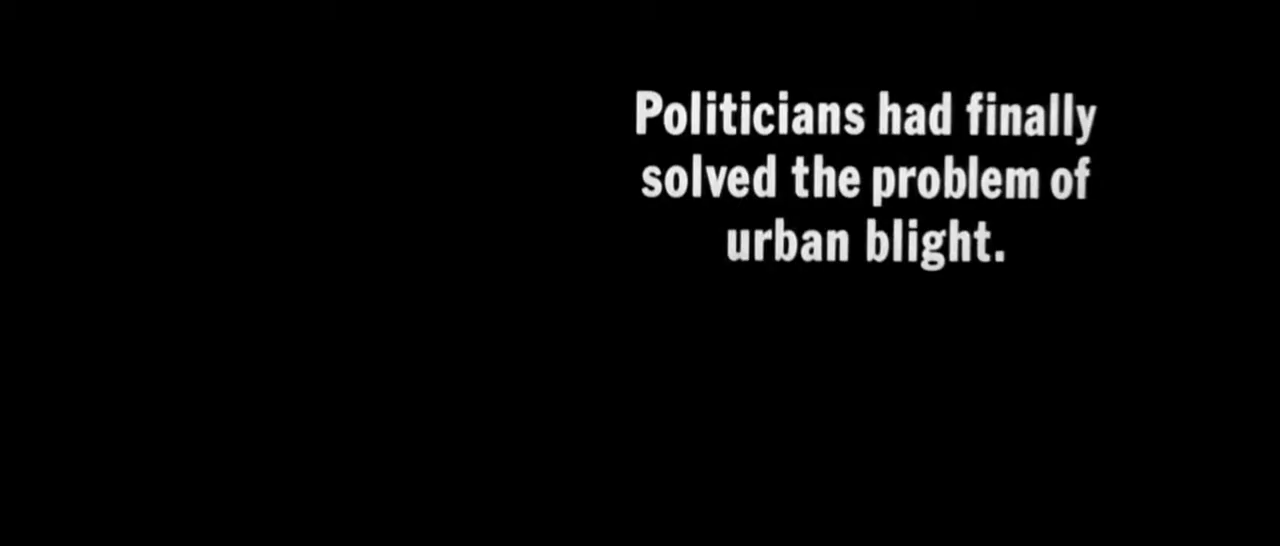 Politicians had finally
solved the problem of
urban blight.